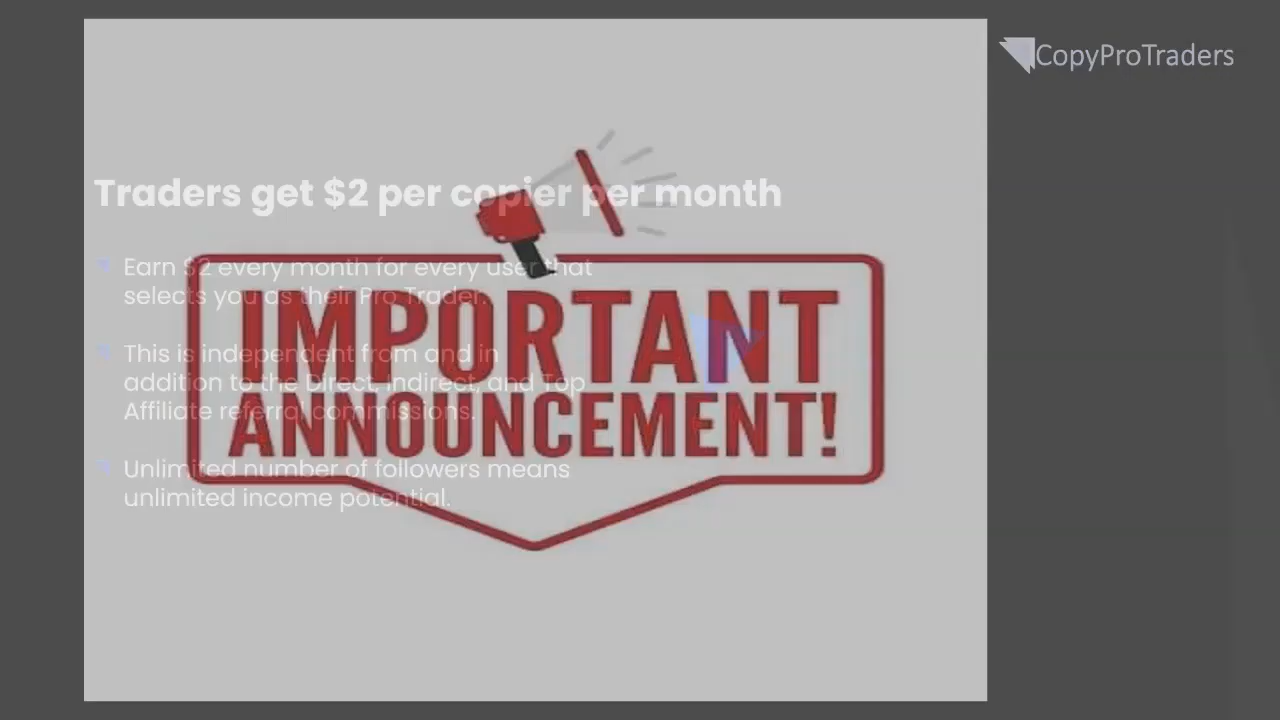 CopyProTraders
Traders get $2 per copier per month
Earn $2 every month for every user that
selects you as their Pro Trader.
IMPORTANT
This is independent from and in
addition to the Direct, Indirect, and Top
Affiliate referral commissions.
ANNOUNCEMENT!
Unlimited number of followers means
unlimited income potential.